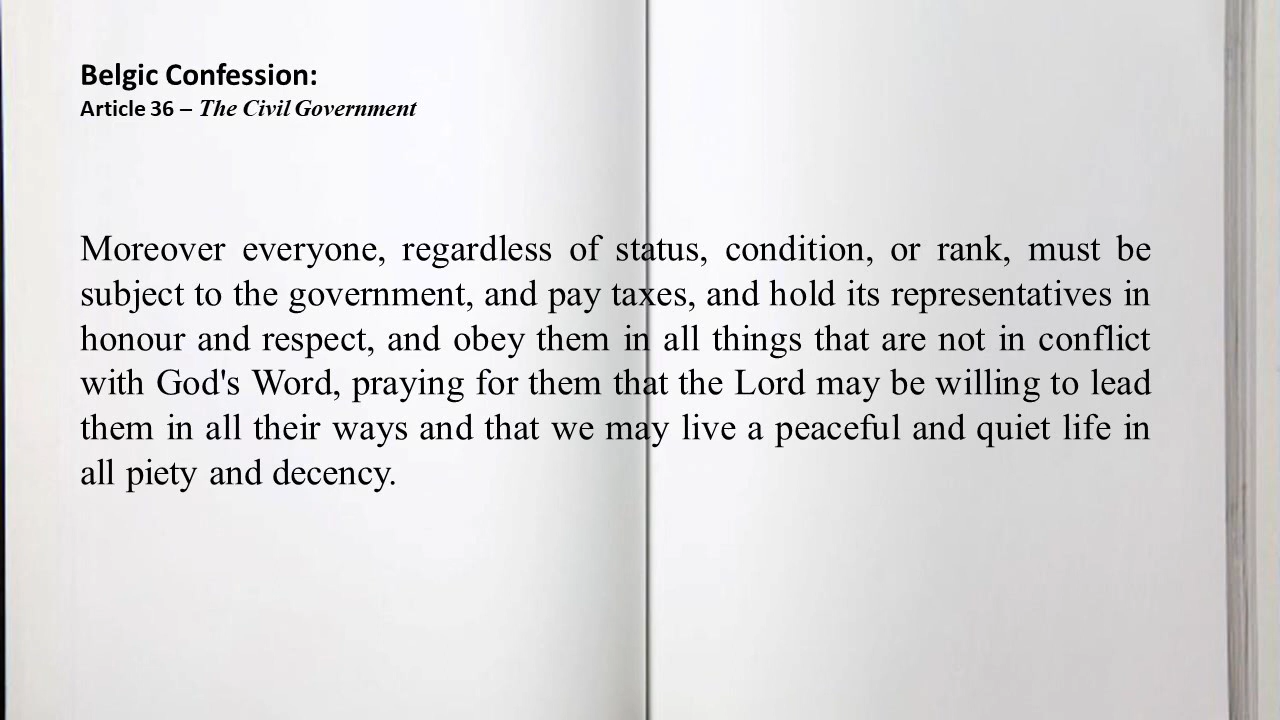 Belgic Confession:
Article 36 – The Civil Government
Moreover everyone, regardless of status, condition, or rank, must be
subject to the government, and pay taxes, and hold its representatives in
honour and respect, and obey them in all things that are not in conflict
with God's Word, praying for them that the Lord may be willing to lead
them in all their ways and that we may live a peaceful and quiet life in
all piety and decency.